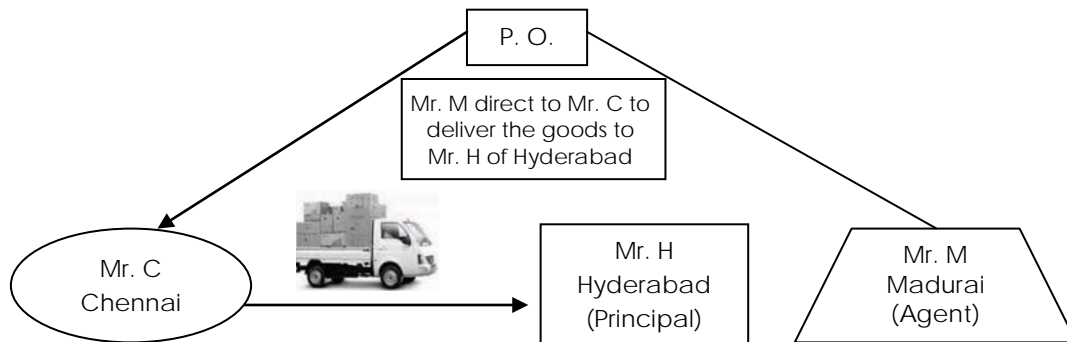 P. O.
Mr. M direct to Mr. C to
deliver the goods to
Mr. H of Hyderabad
Mr. C
Chennai
Mr. H
Hyderabad
(Principal)
Mr. M
Madurai
(Agent)